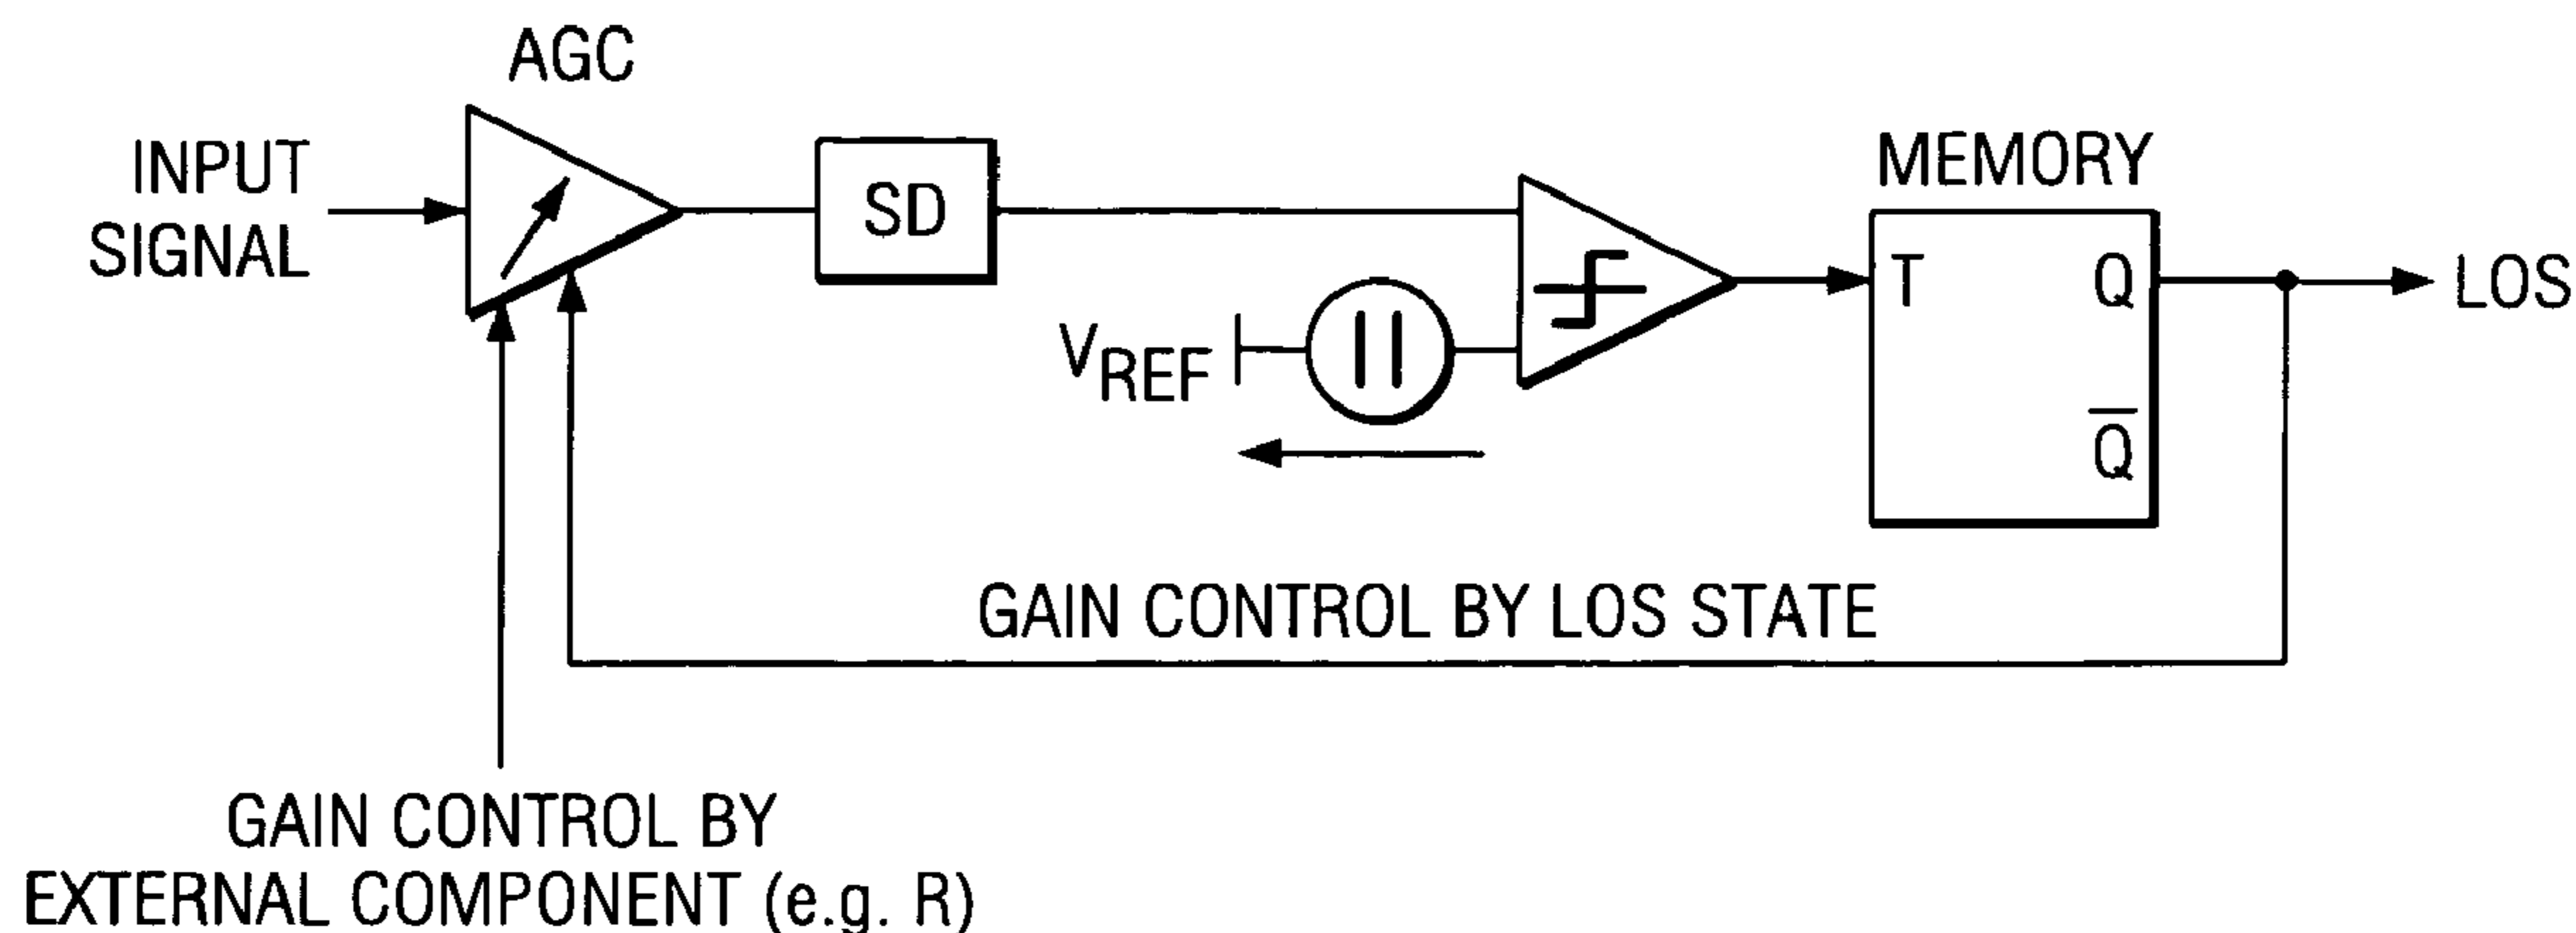 AGC
INPUT
SIGNAL
SD
MEMORY
T
Q
LOS
VREF
Q̅
GAIN CONTROL BY LOS STATE
GAIN CONTROL BY
EXTERNAL COMPONENT (e.g. R)